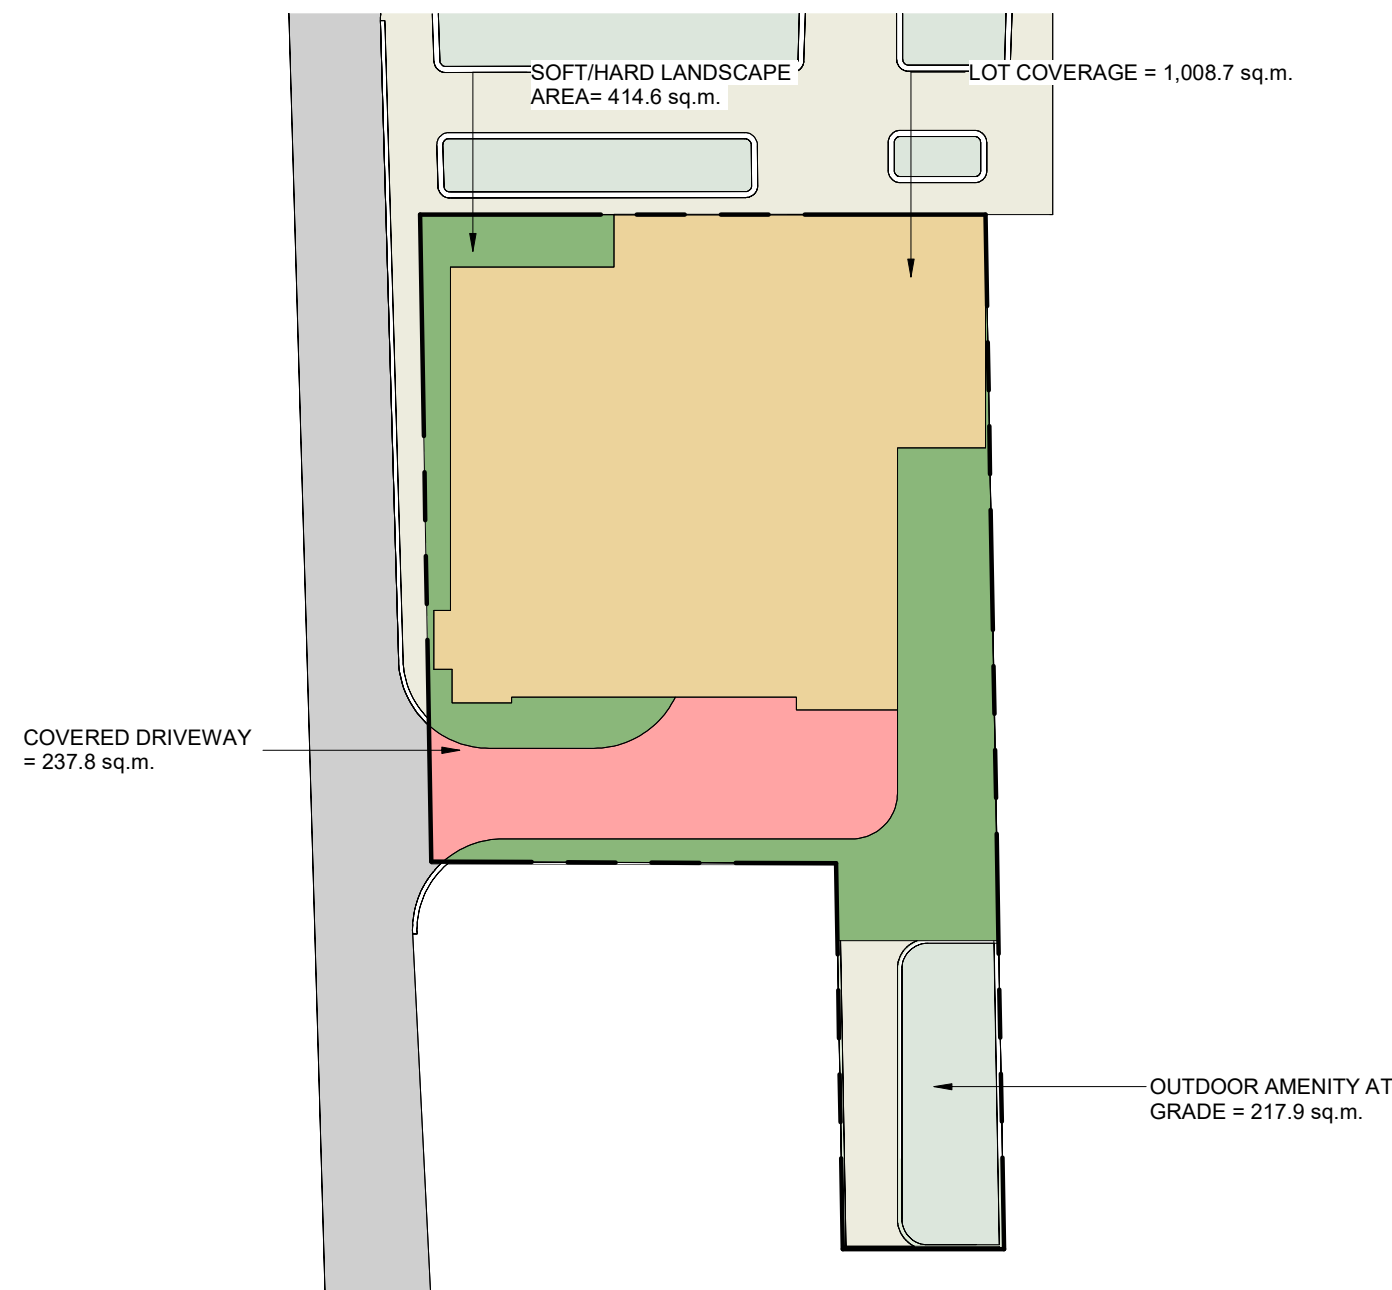 SOFT/HARD LANDSCAPE
AREA= 414.6 sq.m.
LOT COVERAGE = 1,008.7 sq.m.
COVERED DRIVEWAY
= 237.8 sq.m.
OUTDOOR AMENITY AT
GRADE = 217.9 sq.m.